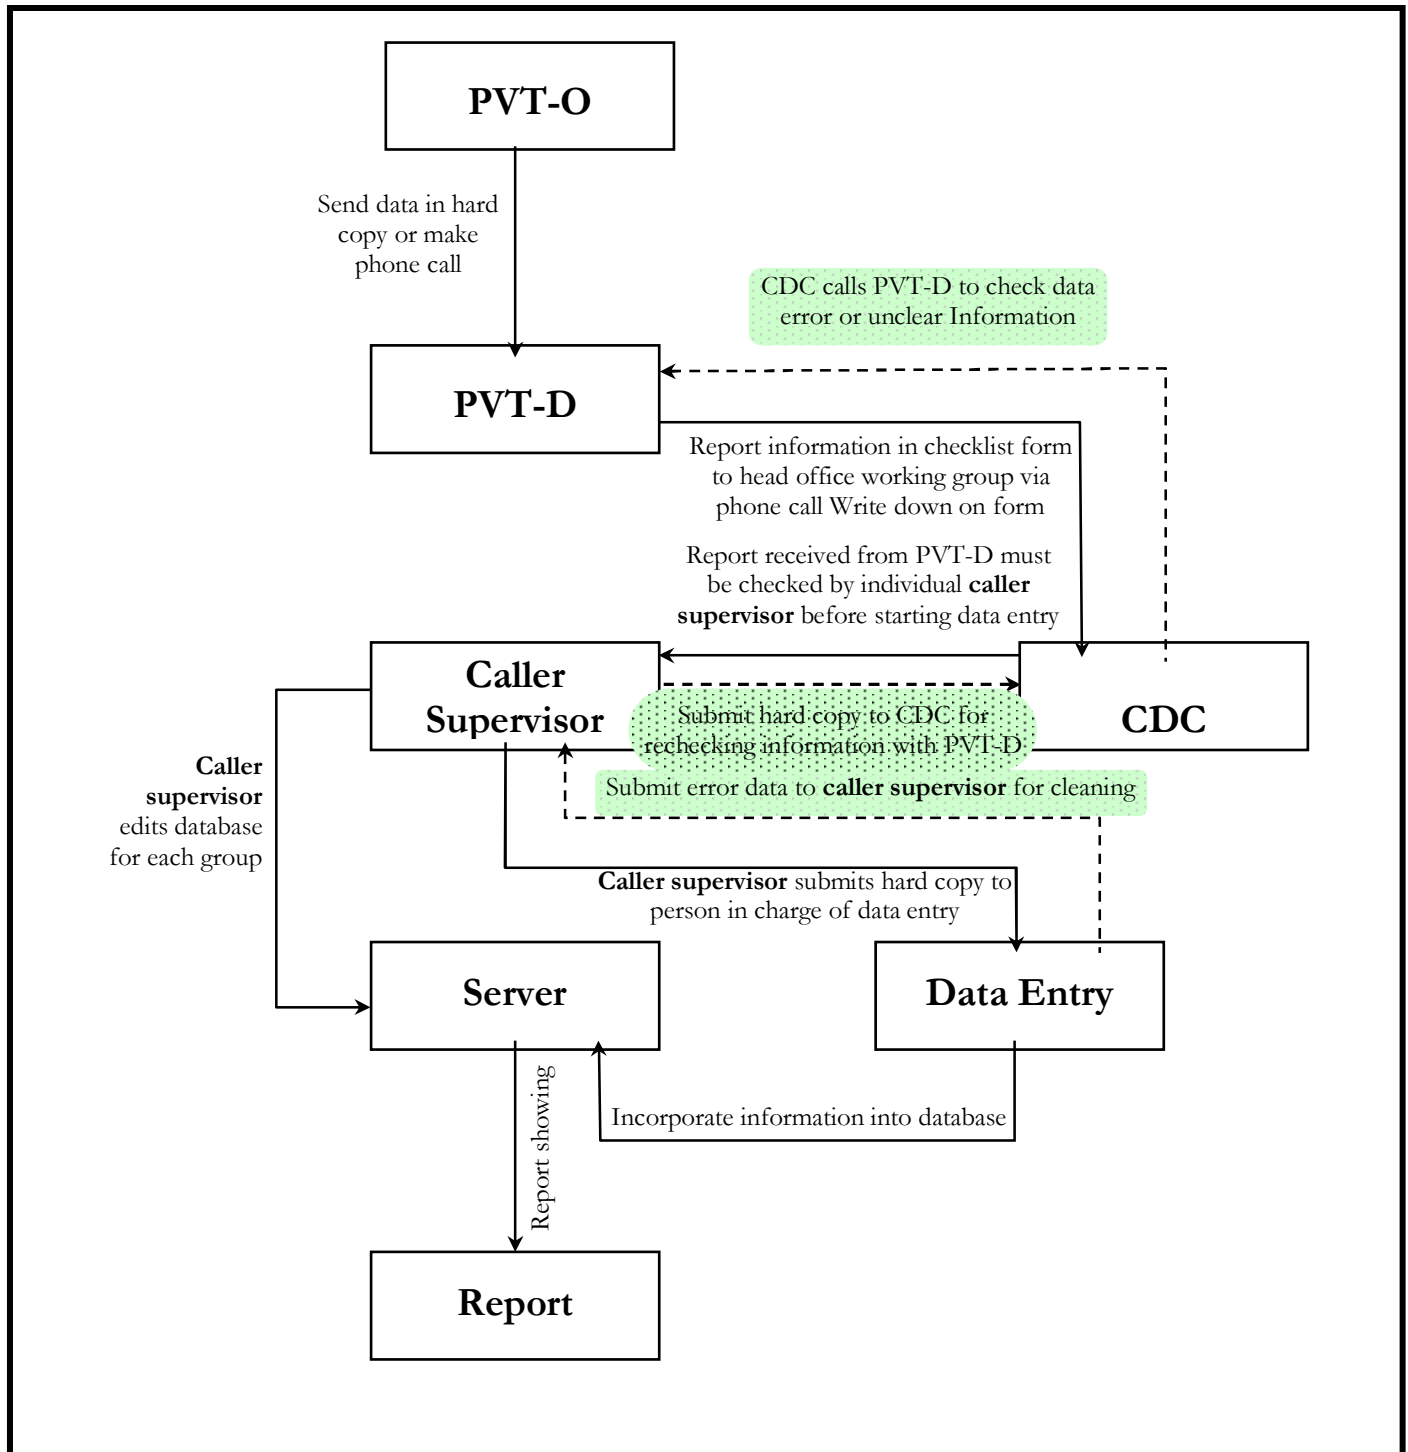 PVT-O
Send data in hard
copy or make
phone call
CDC calls PVT-D to check data
error or unclear Information
PVT-D
Report information in checklist form
to head office working group via
phone call Write down on form
Report received from PVT-D must
be checked by individual caller
supervisor before starting data entry
Caller
Supervisor
CDC
Submit hard copy to CDC for
rechecking information with PVT-D
Submit error data to caller supervisor for cleaning
Caller
supervisor
edits database
for each group
Caller supervisor submits hard copy to
person in charge of data entry
Server
Data Entry
Report showing
Incorporate information into database
Report